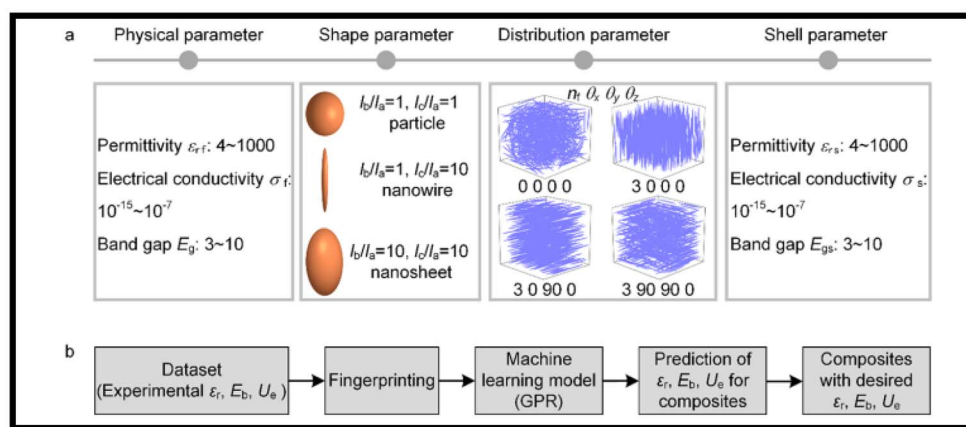 a
Physical parameter
Shape parameter
Distribution parameter
Shell parameter
Permittivity εr f: 4~1000
Electrical conductivity σ f:
10⁻¹⁵~10⁻⁷
Band gap Eg: 3~10
lb/la=1, lc/la=1
particle
lb/la=1, lc/la=10
nanowire
lb/la=10, lc/la=10
nanosheet
nf θx θy θz
0 0 0 0
3 0 0 0
3 0 90 0
3 90 90 0
Permittivity εr s: 4~1000
Electrical conductivity σ s:
10⁻¹⁵~10⁻⁷
Band gap Egs: 3~10
b
Dataset
(Experimental εr, Eb, Ue )
Fingerprinting
Machine
learning model
(GPR)
Prediction of
εr, Eb, Ue for
composites
Composites
with desired
εr, Eb, Ue